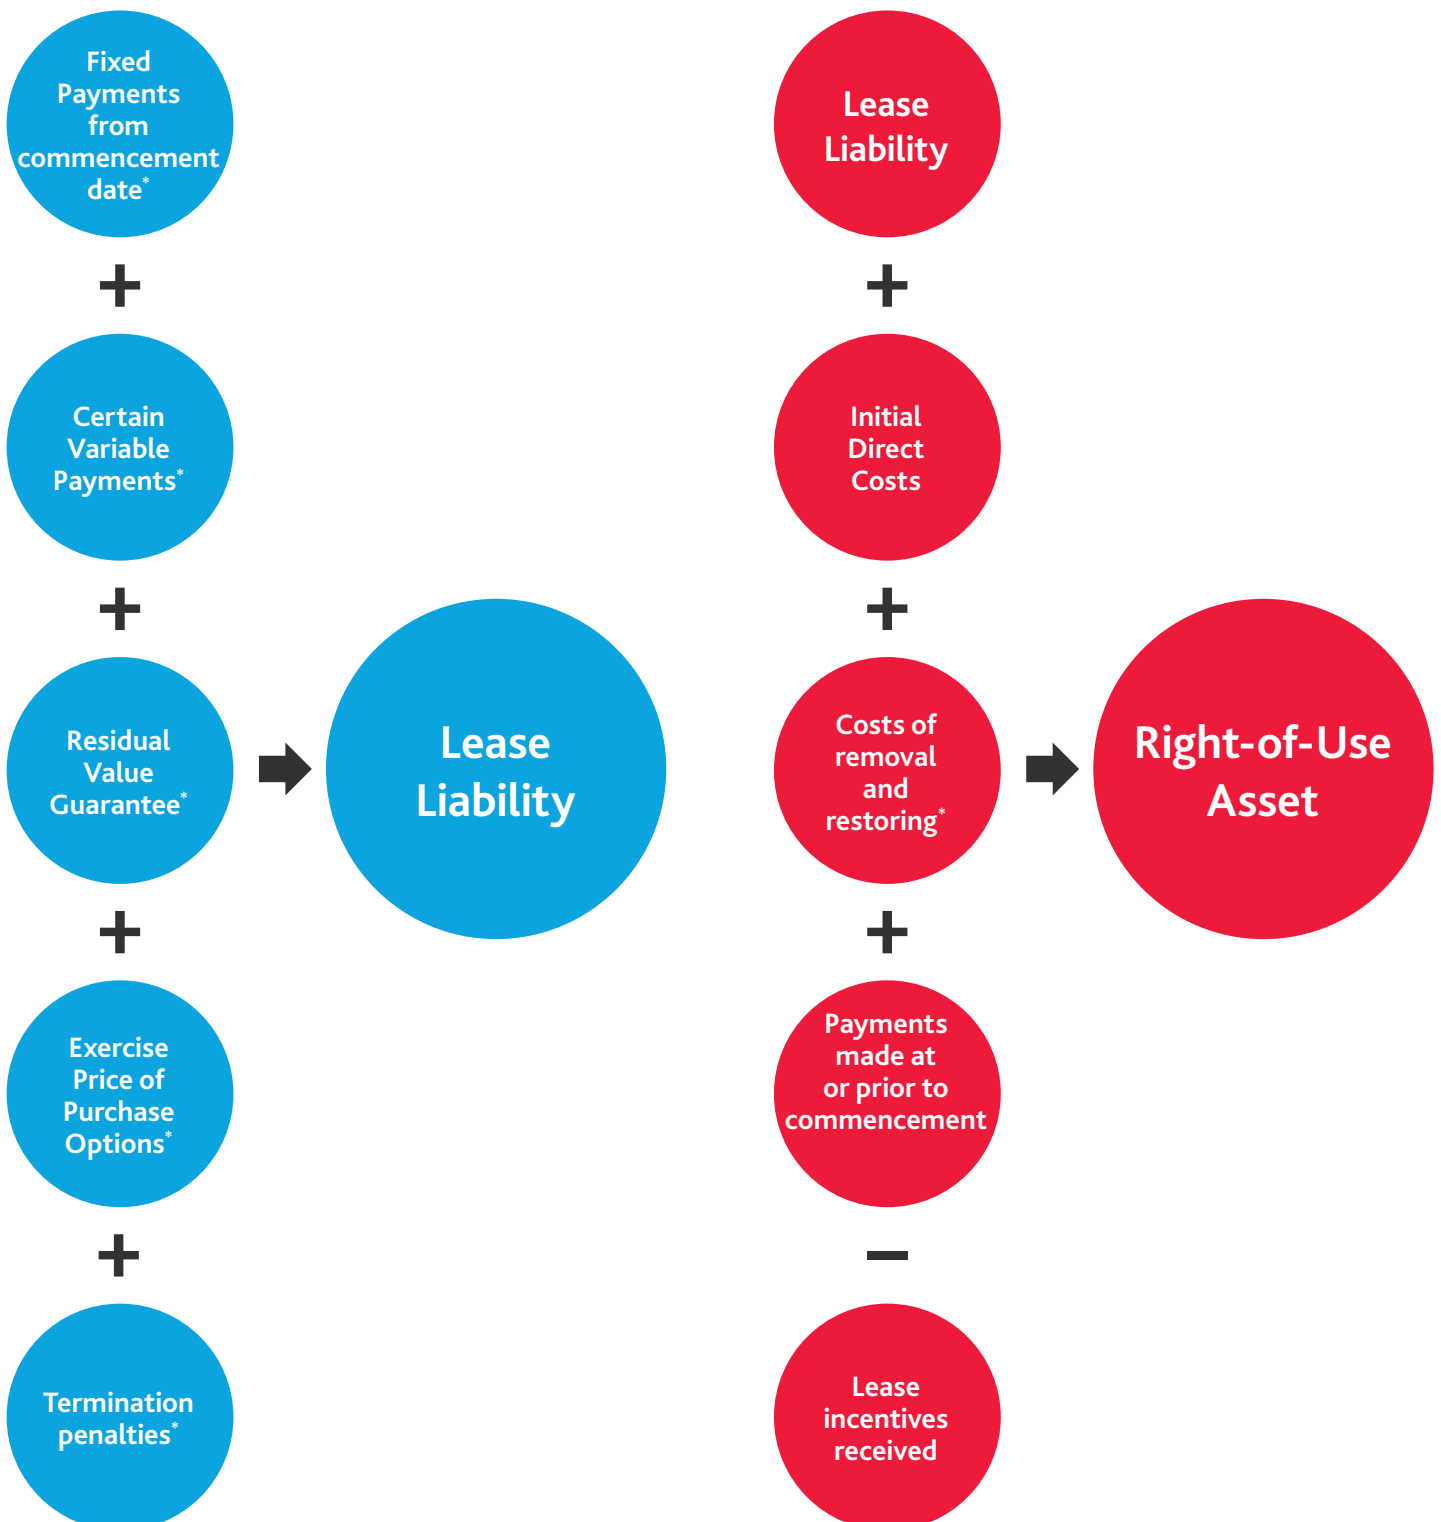 Fixed
Payments
from
commencement
date*
+
Certain
Variable
Payments*
+
Residual
Value
Guarantee*
+
Exercise
Price of
Purchase
Options*
+
Termination
penalties*
Lease
Liability
Lease
Liability
+
Initial
Direct
Costs
+
Costs of
removal
and
restoring*
+
Payments
made at
or prior to
commencement
−
Lease
incentives
received
Right-of-Use
Asset